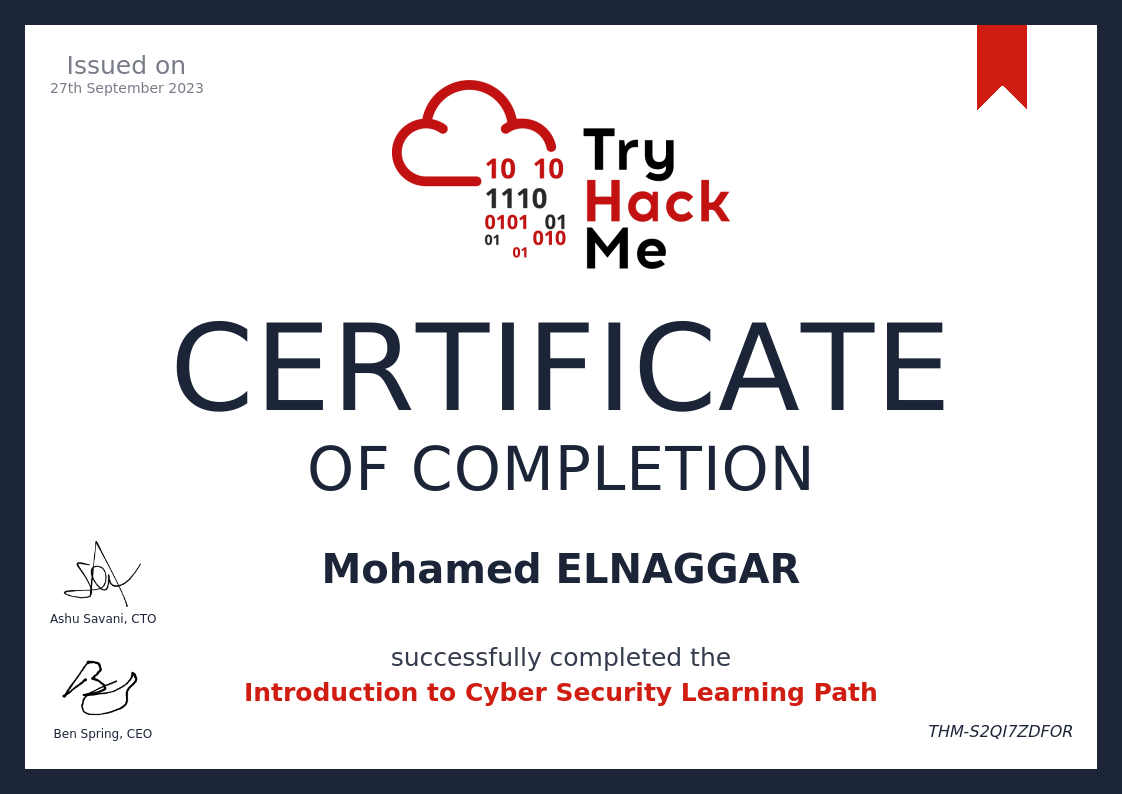 Issued on
27th September 2023
10 10
1110
0101 01
01 010
01
Try
Hack
Me
CERTIFICATE
OF COMPLETION
Mohamed ELNAGGAR
Ashu Savani, CTO
successfully completed the
Introduction to Cyber Security Learning Path
Ben Spring, CEO
THM-S2QI7ZDFOR